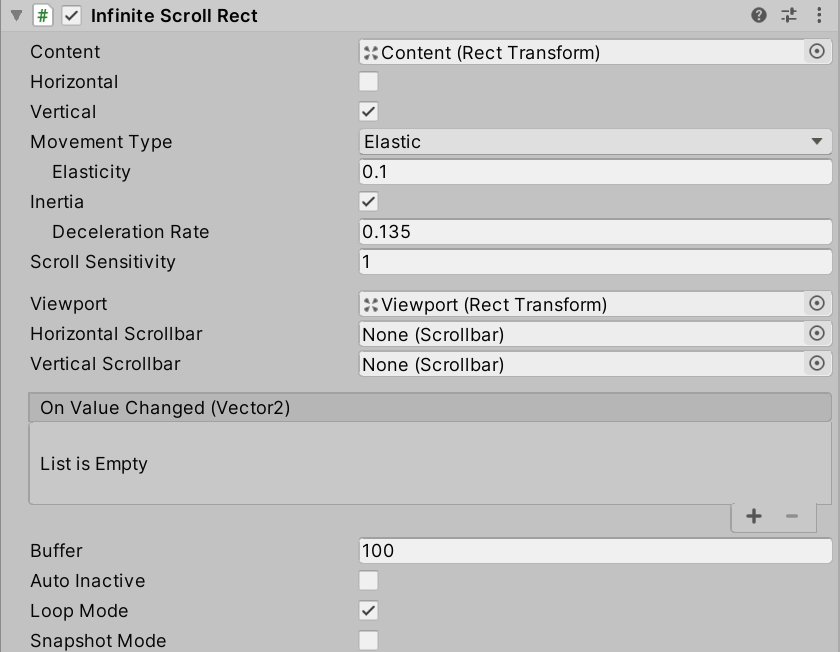 # Infinite Scroll Rect
Content Content (Rect Transform)
Horizontal
Vertical
Movement Type Elastic
Elasticity 0.1
Inertia
Deceleration Rate 0.135
Scroll Sensitivity 1
Viewport Viewport (Rect Transform)
Horizontal Scrollbar None (Scrollbar)
Vertical Scrollbar None (Scrollbar)
On Value Changed (Vector2)
List is Empty
Buffer 100
Auto Inactive
Loop Mode
Snapshot Mode